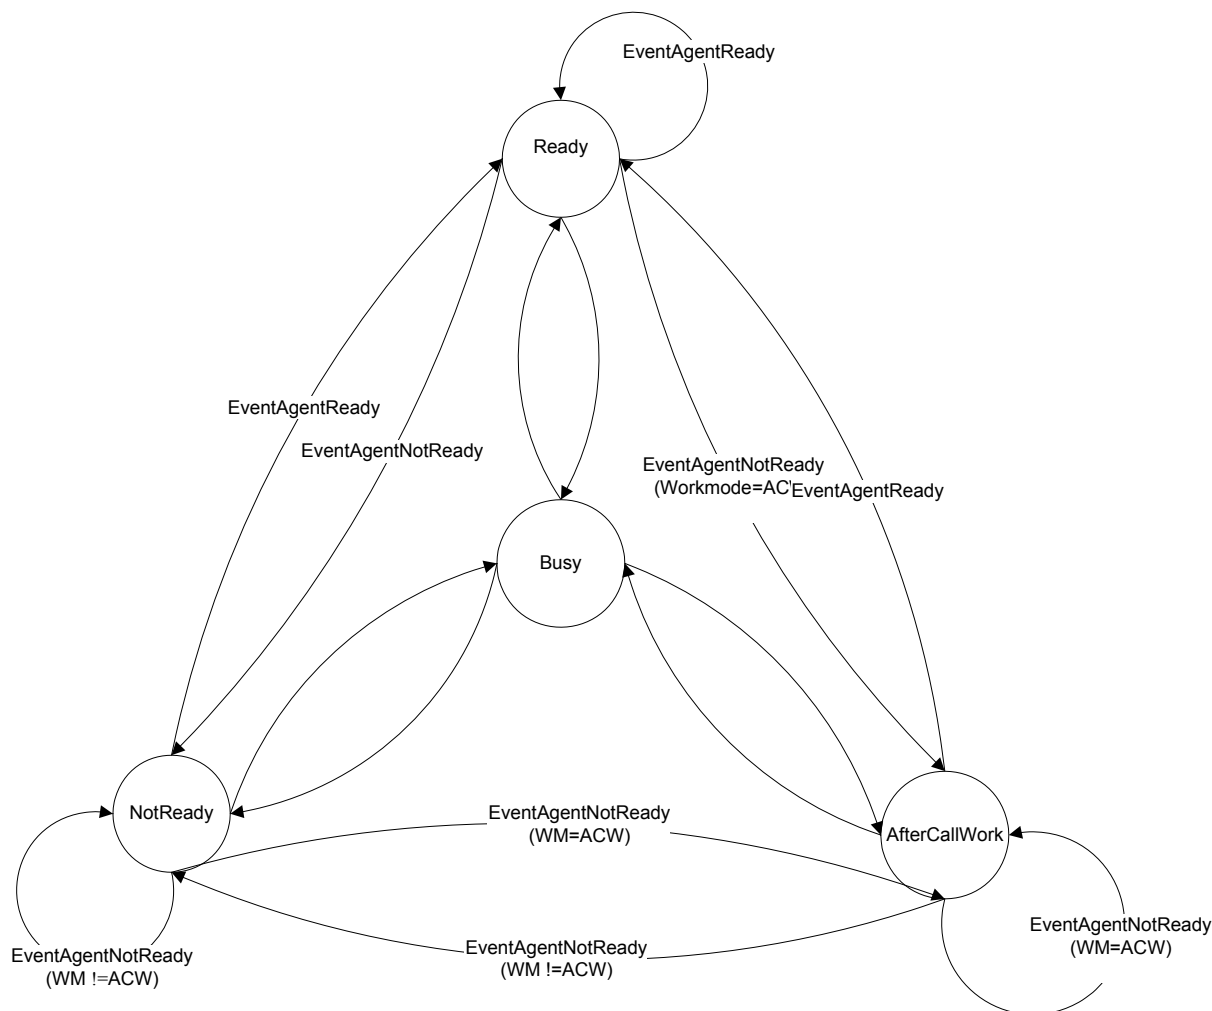 EventAgentReady
Ready
EventAgentReady
EventAgentNotReady
EventAgentNotReady
(Workmode=AC
EventAgentReady
Busy
NotReady
EventAgentNotReady
(WM=ACW)
AfterCallWork
EventAgentNotReady
(WM !=ACW)
EventAgentNotReady
(WM !=ACW)
EventAgentNotReady
(WM=ACW)